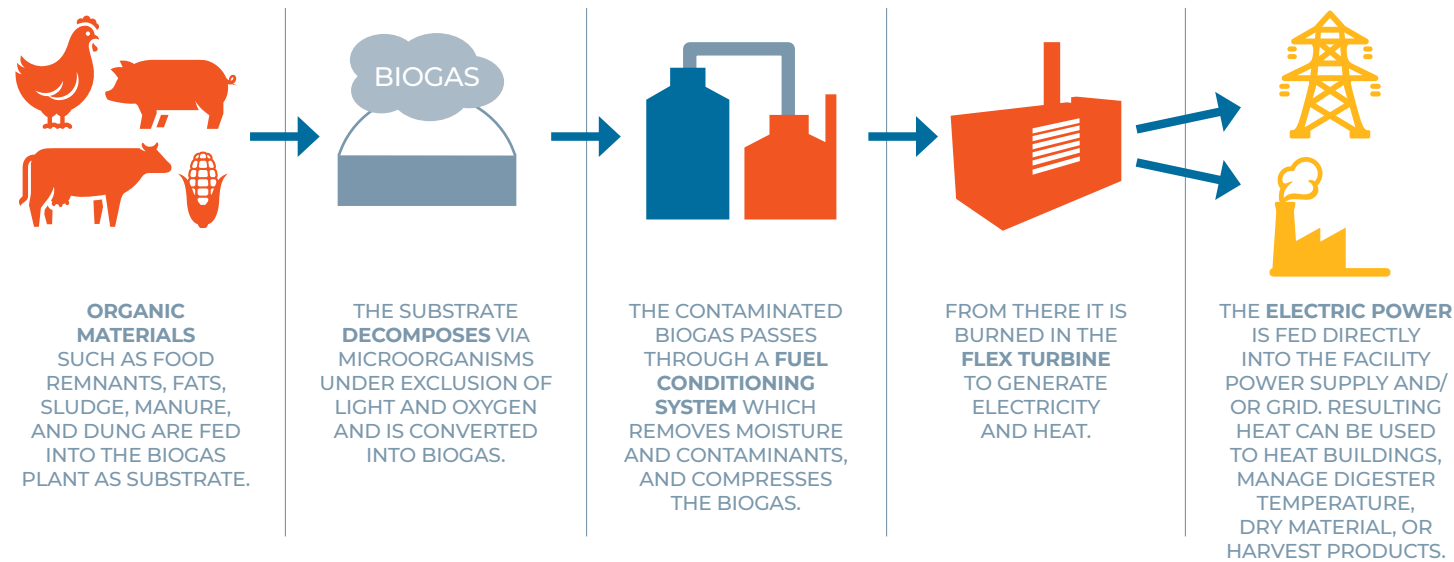 BIOGAS
ORGANIC
MATERIALS
SUCH AS FOOD
REMNANTS, FATS,
SLUDGE, MANURE,
AND DUNG ARE FED
INTO THE BIOGAS
PLANT AS SUBSTRATE.
THE SUBSTRATE
DECOMPOSES VIA
MICROORGANISMS
UNDER EXCLUSION OF
LIGHT AND OXYGEN
AND IS CONVERTED
INTO BIOGAS.
THE CONTAMINATED
BIOGAS PASSES
THROUGH A FUEL
CONDITIONING
SYSTEM WHICH
REMOVES MOISTURE
AND CONTAMINANTS,
AND COMPRESSES
THE BIOGAS.
FROM THERE IT IS
BURNED IN THE
FLEX TURBINE
TO GENERATE
ELECTRICITY
AND HEAT.
THE ELECTRIC POWER
IS FED DIRECTLY
INTO THE FACILITY
POWER SUPPLY AND/
OR GRID. RESULTING
HEAT CAN BE USED
TO HEAT BUILDINGS,
MANAGE DIGESTER
TEMPERATURE,
DRY MATERIAL, OR
HARVEST PRODUCTS.